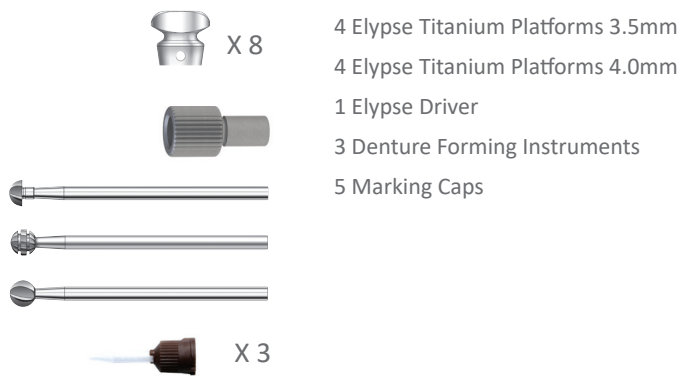 X 8
4 Elypse Titanium Platforms 3.5mm
4 Elypse Titanium Platforms 4.0mm
1 Elypse Driver
3 Denture Forming Instruments
5 Marking Caps
X 3